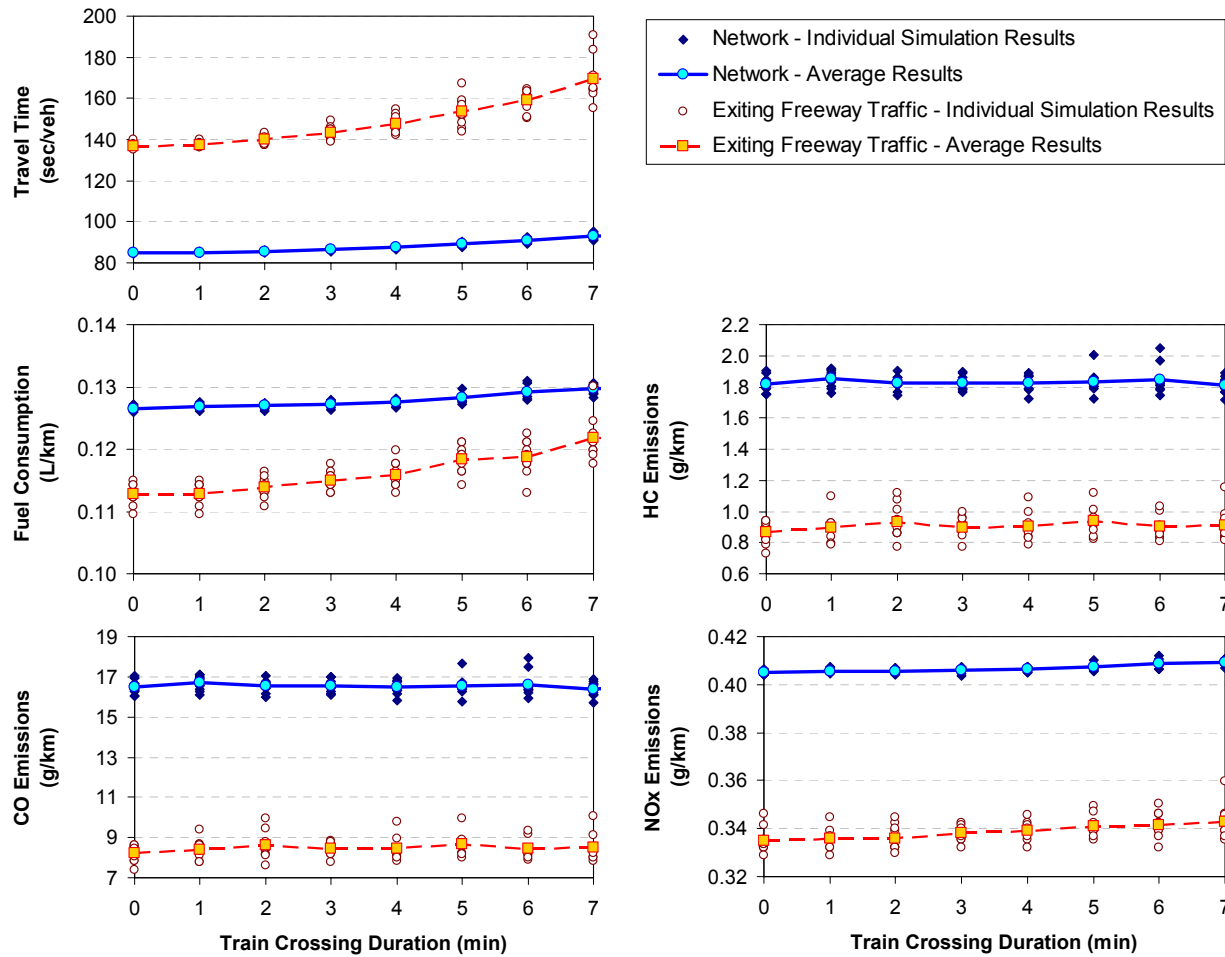 Travel Time
(sec/veh)
200
180
160
140
120
100
80
0 1 2 3 4 5 6 7
Network - Individual Simulation Results
Network - Average Results
Exiting Freeway Traffic - Individual Simulation Results
Exiting Freeway Traffic - Average Results
Fuel Consumption
(L/km)
0.14
0.13
0.12
0.11
0.10
0 1 2 3 4 5 6 7
HC Emissions
(g/km)
2.2
2.0
1.8
1.6
1.4
1.2
1.0
0.8
0.6
0 1 2 3 4 5 6 7
CO Emissions
(g/km)
19
17
15
13
11
9
7
0 1 2 3 4 5 6 7
Train Crossing Duration (min)
NOx Emissions
(g/km)
0.42
0.40
0.38
0.36
0.34
0.32
0 1 2 3 4 5 6 7
Train Crossing Duration (min)